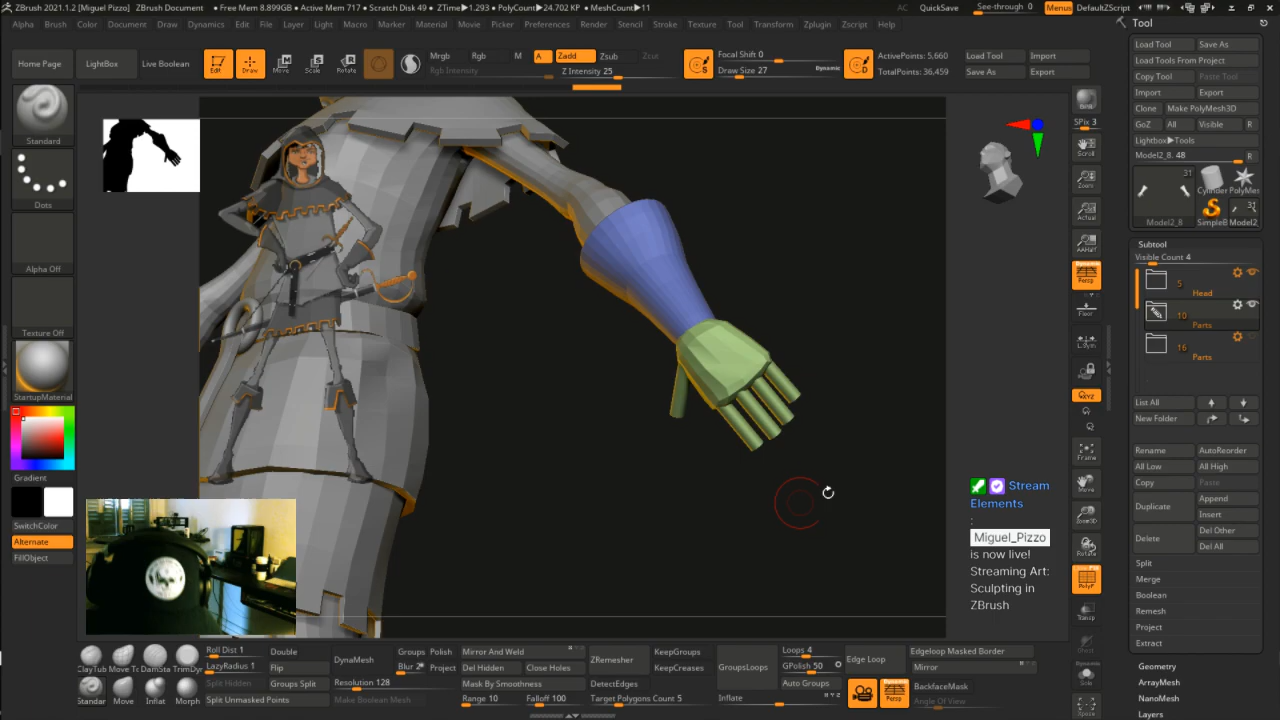 ZBrush 2021.1.2 [Miguel Pizzo]
ZBrush Document
● Free Mem 8.899GB ● Active Mem 717 ● Scratch Disk 49 ● ZTime▶1.293 ● PolyCount▶24.702 KP ● MeshCount▶11
AC
QuickSave
See-through 0
Menus
DefaultZScript
Alpha
Brush
Color
Document
Draw
Dynamics
Edit
File
Layer
Light
Macro
Marker
Material
Movie
Picker
Preferences
Render
Stencil
Stroke
Texture
Tool
Transform
Zplugin
Zscript
Help
Home Page
LightBox
Live Boolean
Edit
Draw
Move
Scale
Rotate
Mrgb
Rgb
M
Rgb Intensity
A
Zadd
Zsub
Zcut
Z Intensity 25
Focal Shift 0
Draw Size 27
Dynamic
ActivePoints: 5,660
TotalPoints: 36,459
Load Tool
Import
Save As
Export
Standard
Dots
Alpha Off
Texture Off
StartupMaterial
Gradient
SwitchColor
Alternate
FillObject
Stream
Elements
:
Miguel_Pizzo
is now live!
Streaming Art:
Sculpting in
ZBrush
BPR
SPix 3
Scroll
Zoom
Actual
AAHalf
Dynamic
Persp
Floor
L.Sym
XYZ
Frame
Move
Zoom3D
Rotate
PolyF
Transp
Ghost
Dynamic
Solo
Xpose
Tool
Load Tool
Save As
Load Tools From Project
Copy Tool
Paste Tool
Import
Export
Clone
Make PolyMesh3D
GoZ
All
Visible
R
Lightbox▶Tools
Model2_8. 48
R
31
Cylinder
PolyMes
31
Model2_8
SimpleB
Model2_
Subtool
Visible Count 4
5
Head
10
Parts
16
Parts
List All
New Folder
Rename
AutoReorder
All Low
All High
Copy
Paste
Duplicate
Append
Insert
Delete
Del Other
Del All
Split
Merge
Boolean
Remesh
Project
Extract
Geometry
ArrayMesh
NanoMesh
Layers
ClayTub
Move To
DamSta
TrimDyr
Standar
Move
Inflat
Morph
Roll Dist 1
LazyRadius 1
Split Hidden
Split Unmasked Points
Double
Flip
Groups Split
DynaMesh
Resolution 128
Groups
Polish
Blur 2
Project
Make Boolean Mesh
Mirror And Weld
Del Hidden
Close Holes
Mask By Smoothness
Range 10
Falloff 100
ZRemesher
KeepGroups
KeepCreases
DetectEdges
Target Polygons Count 5
GroupsLoops
Inflate
Loops 4
GPolish 50
Auto Groups
Edge Loop
Persp
Edgeloop Masked Border
Mirror
BackfaceMask
Angle Of View